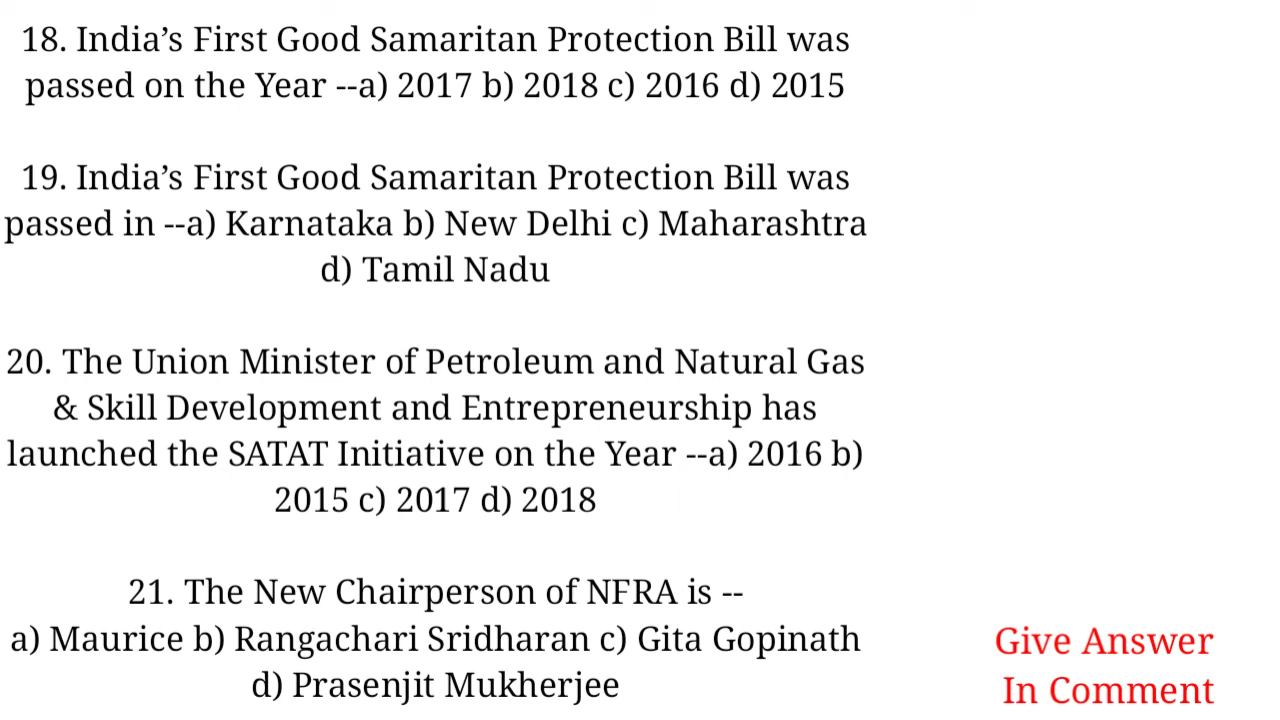 18. India’s First Good Samaritan Protection Bill was
passed on the Year --a) 2017 b) 2018 c) 2016 d) 2015
19. India’s First Good Samaritan Protection Bill was
passed in --a) Karnataka b) New Delhi c) Maharashtra
d) Tamil Nadu
20. The Union Minister of Petroleum and Natural Gas
& Skill Development and Entrepreneurship has
launched the SATAT Initiative on the Year --a) 2016 b)
2015 c) 2017 d) 2018
21. The New Chairperson of NFRA is --
a) Maurice b) Rangachari Sridharan c) Gita Gopinath
d) Prasenjit Mukherjee
Give Answer
In Comment